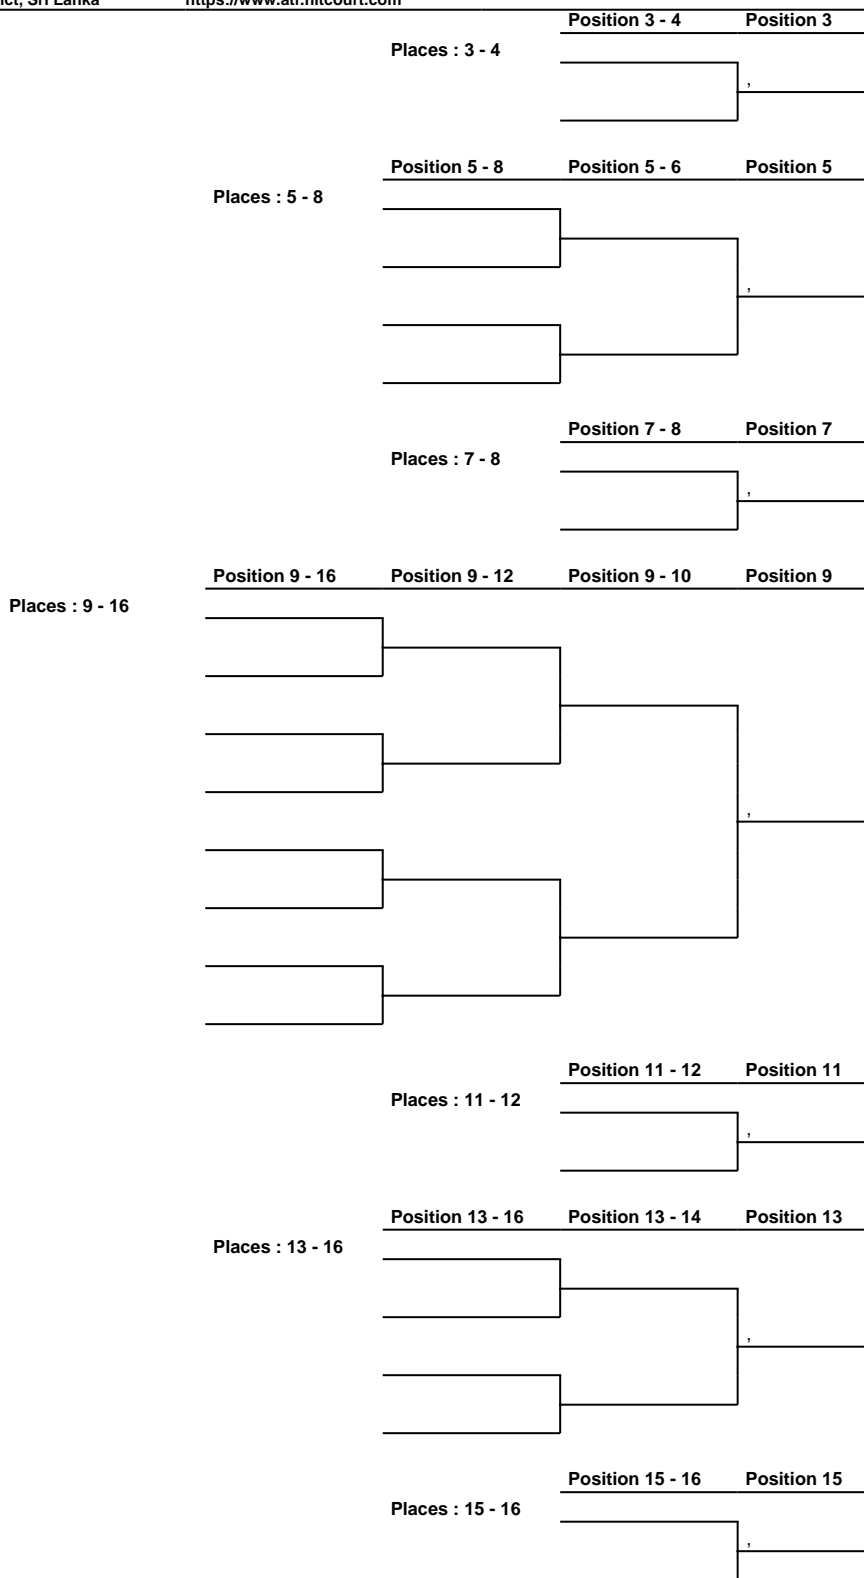 Sri Lanka https://www.atf.hitcourt.com
Position 3 - 4 Position 3
Places : 3 - 4
,
Position 5 - 8 Position 5 - 6 Position 5
Places : 5 - 8
,
Position 7 - 8 Position 7
Places : 7 - 8
,
Position 9 - 16 Position 9 - 12 Position 9 - 10 Position 9
Places : 9 - 16
,
Position 11 - 12 Position 11
Places : 11 - 12
,
Position 13 - 16 Position 13 - 14 Position 13
Places : 13 - 16
,
Position 15 - 16 Position 15
Places : 15 - 16
,